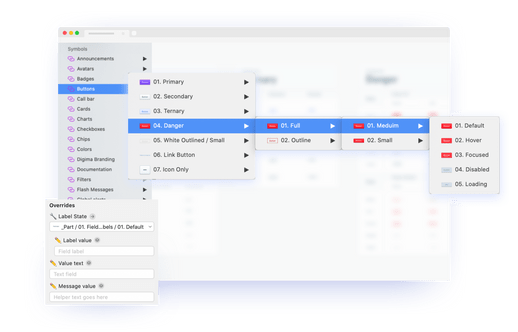 Symbols
Announcements
Avatars
Badges
Buttons
Call bar
Cards
Charts
Checkboxes
Chips
Colors
Digima Branding
Documentation
Filters
Flash Messages
01. Primary
02. Secondary
03. Ternary
04. Danger
05. White Outlined / Small
06. Link Button
07. Icon Only
01. Full
02. Outline
01. Meduim
02. Small
01. Default
02. Hover
03. Focused
04. Disabled
05. Loading
Overrides
Label State
_Part / 01. Field...bels / 01. Default
Label value
Field label
Value text
Text field
Message value
Helper text goes here